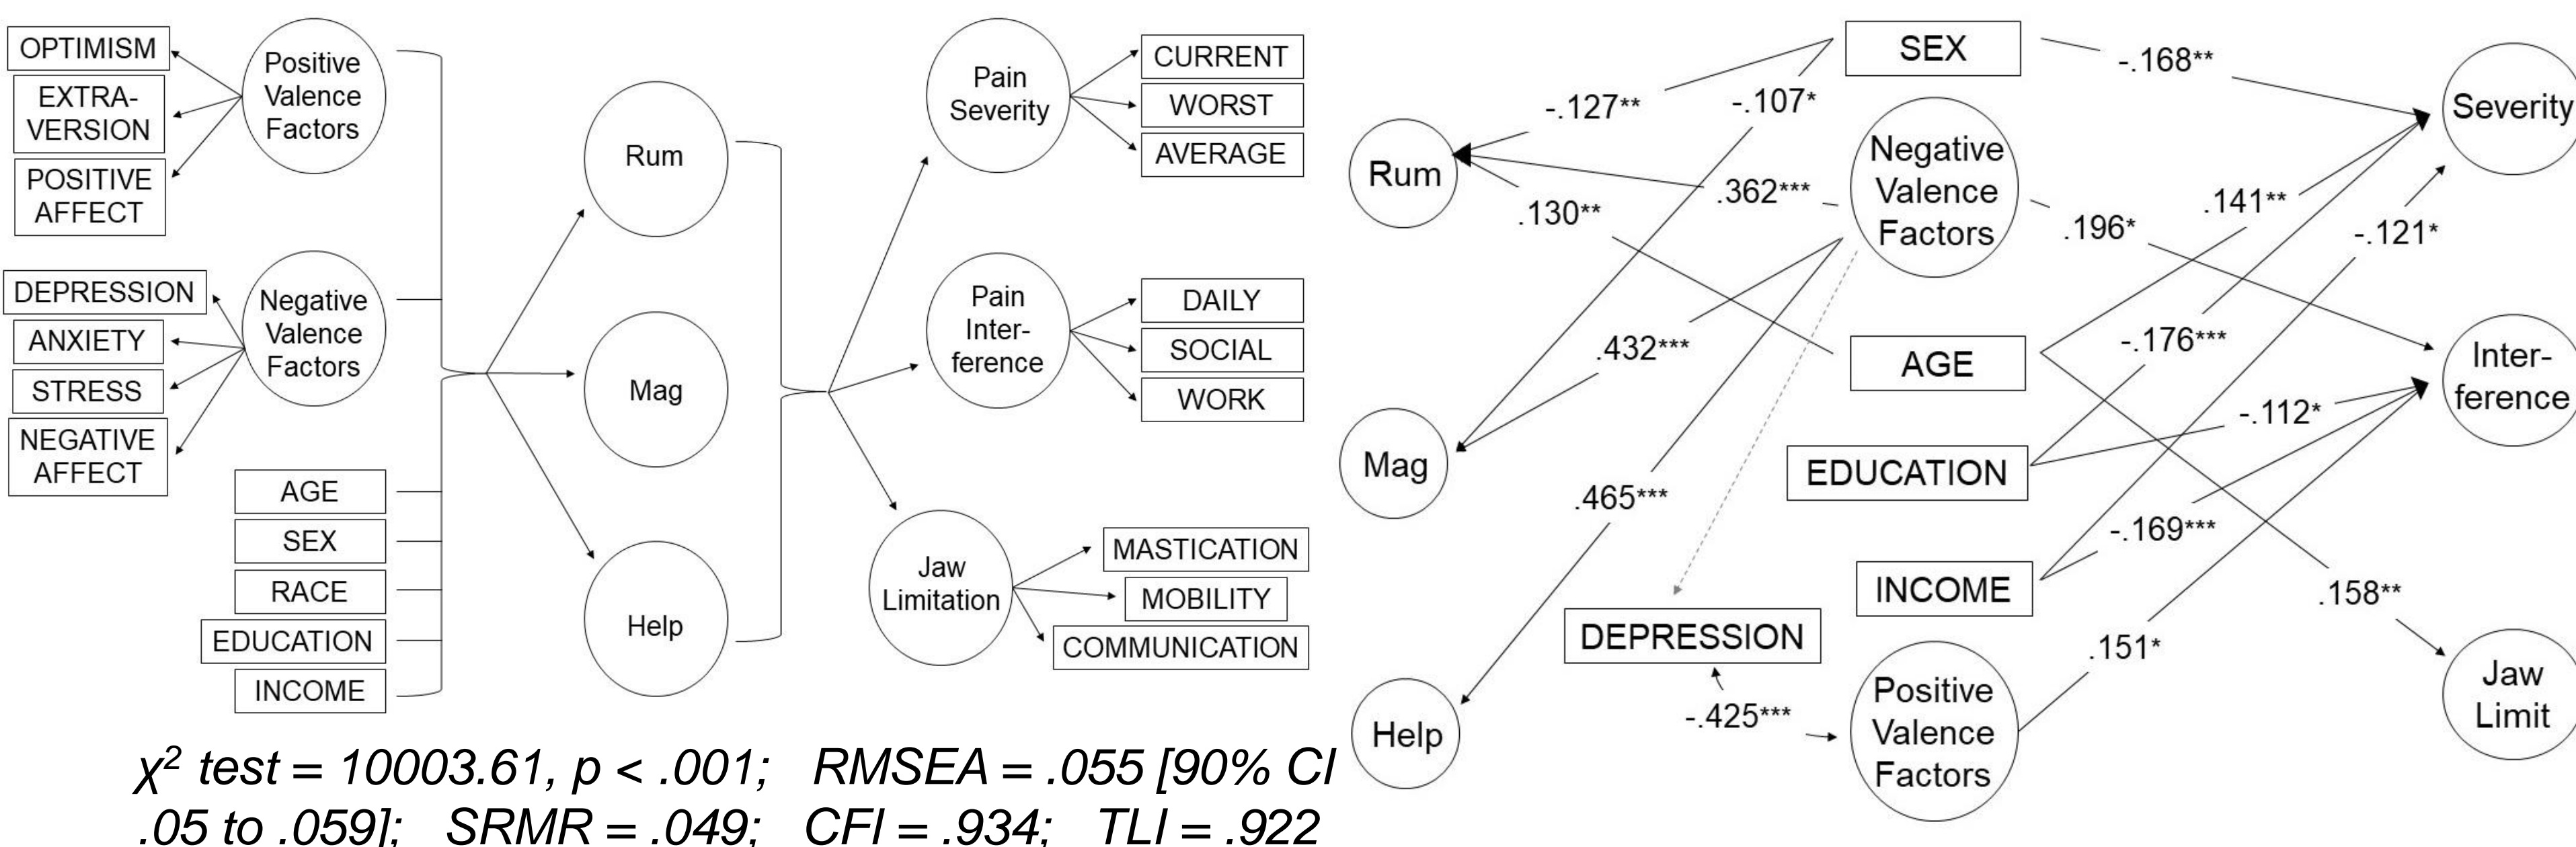 OPTIMISM
EXTRA-
VERSION
POSITIVE
AFFECT
Positive
Valence
Factors
DEPRESSION
ANXIETY
STRESS
NEGATIVE
AFFECT
Negative
Valence
Factors
AGE
SEX
RACE
EDUCATION
INCOME
Rum
Mag
Help
Pain
Severity
CURRENT
WORST
AVERAGE
Pain
Inter-
ference
DAILY
SOCIAL
WORK
Jaw
Limitation
MASTICATION
MOBILITY
COMMUNICATION
χ² test = 10003.61, p < .001; RMSEA = .055 [90% CI
.05 to .059]; SRMR = .049; CFI = .934; TLI = .922
Rum
Mag
Help
-.127**
-.107*
.362***
.130**
.432***
.465***
SEX
Negative
Valence
Factors
AGE
EDUCATION
INCOME
DEPRESSION
-.425***
Positive
Valence
Factors
-.168**
.141**
-.121*
.196*
-.176***
-.112*
-.169***
.158**
.151*
Severity
Inter-
ference
Jaw
Limit